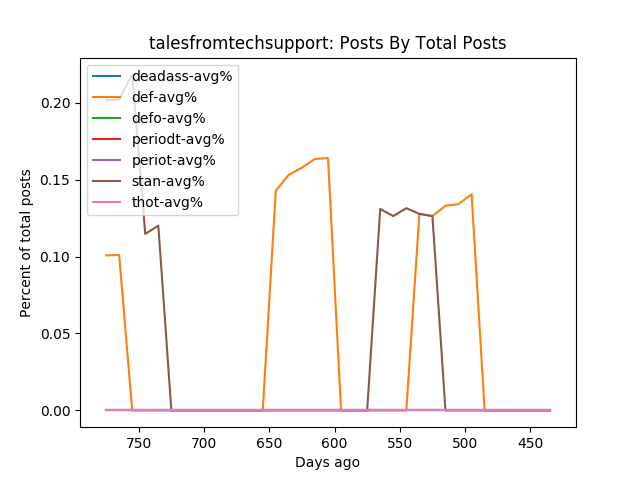 talesfromtechsupport: Posts By Total Posts
deadass-avg%
def-avg%
defo-avg%
periodt-avg%
periot-avg%
stan-avg%
thot-avg%
Percent of total posts
0.20
0.15
0.10
0.05
0.00
750 700 650 600 550 500 450
Days ago